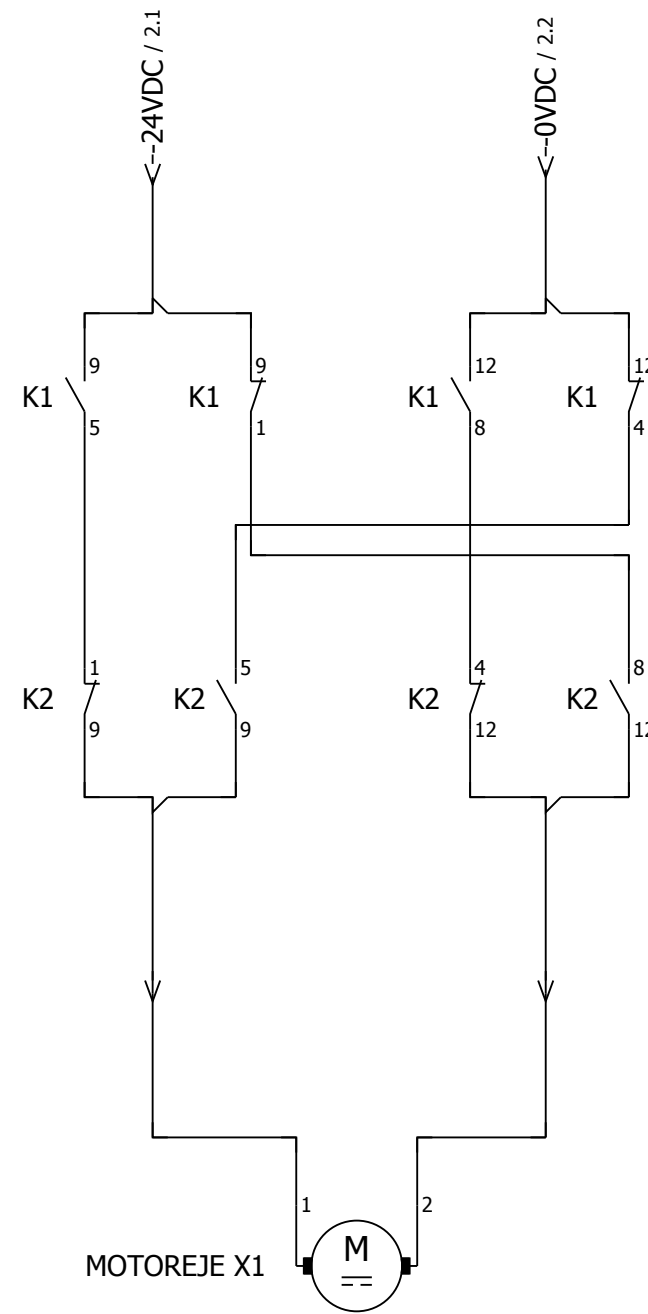 --24VDC / 2.1
--0VDC / 2.2
9 9 12 12
K1 K1 K1 K1
5 1 8 4
1 5 4 8
K2 K2 K2 K2
9 9 12 12
1 2
M
MOTOREJE X1